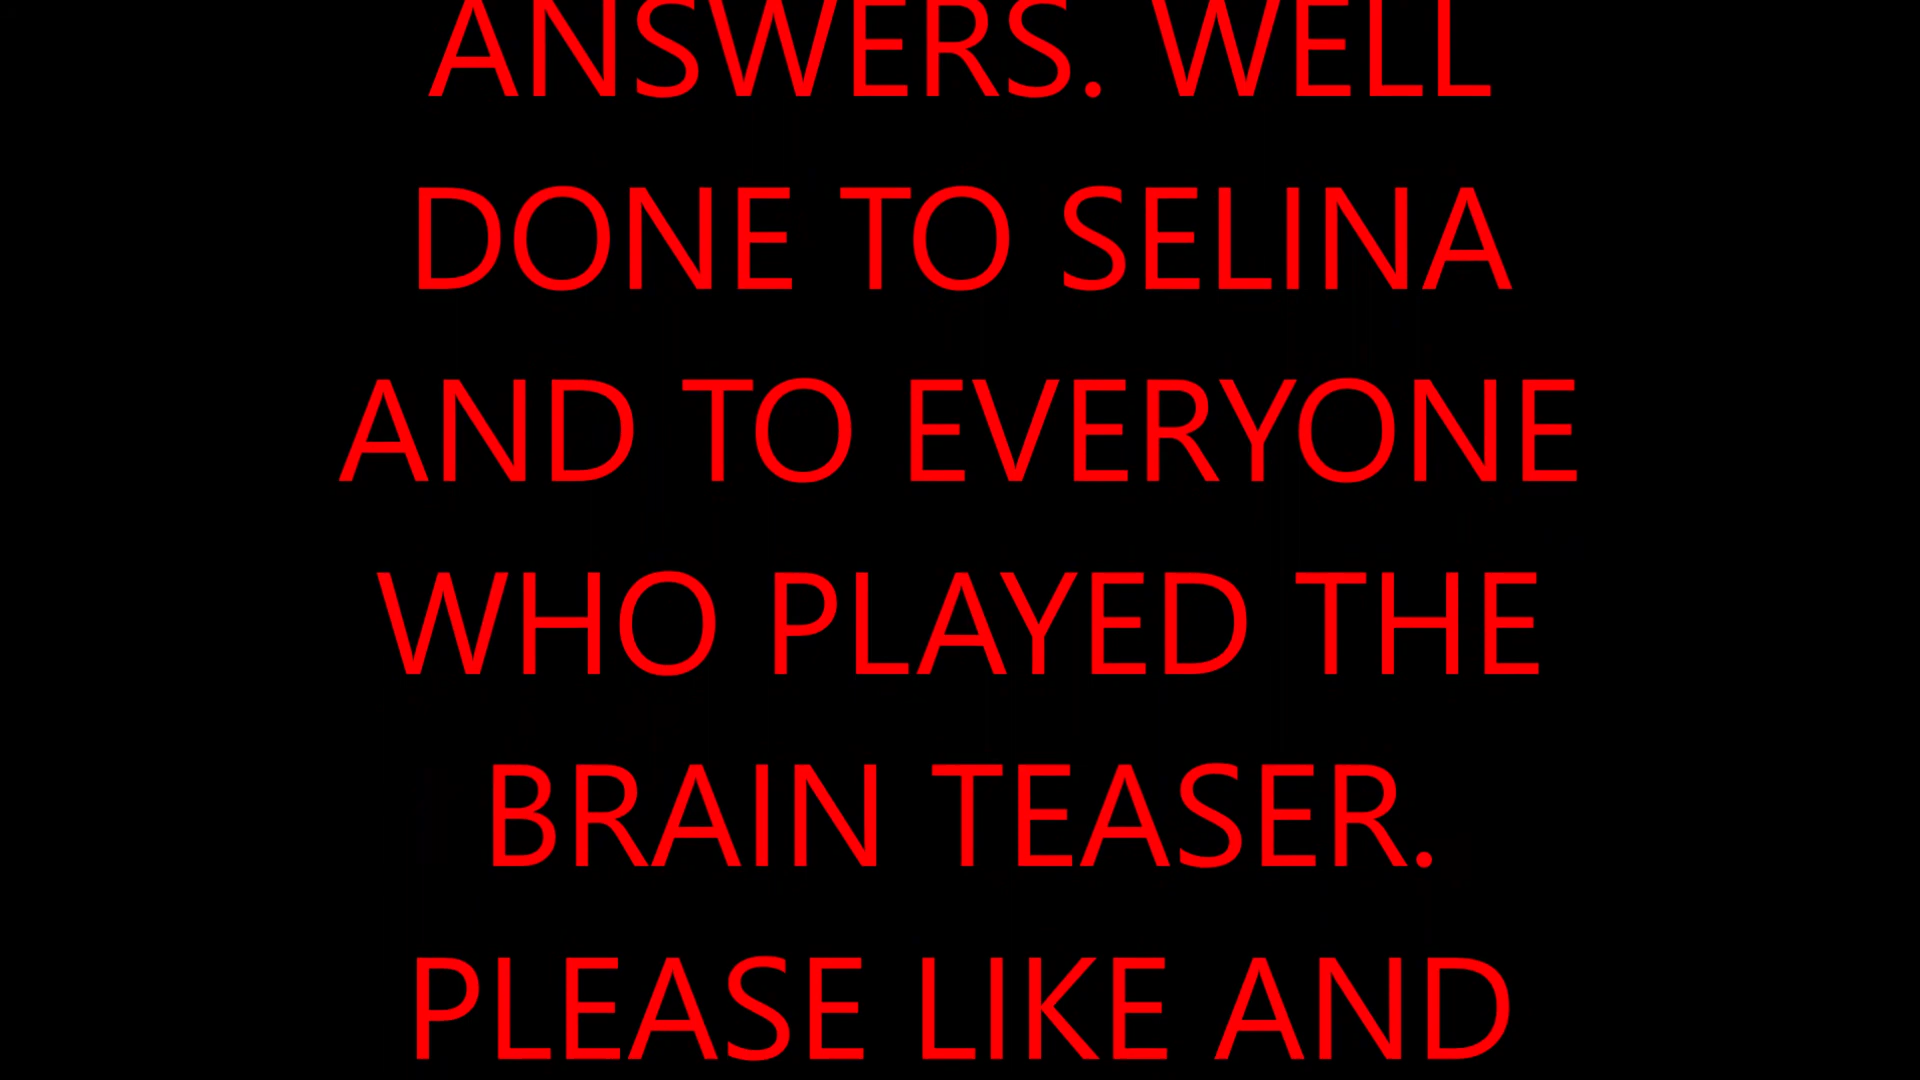 ANSWERS. WELL
DONE TO SELINA
AND TO EVERYONE
WHO PLAYED THE
BRAIN TEASER.
PLEASE LIKE AND